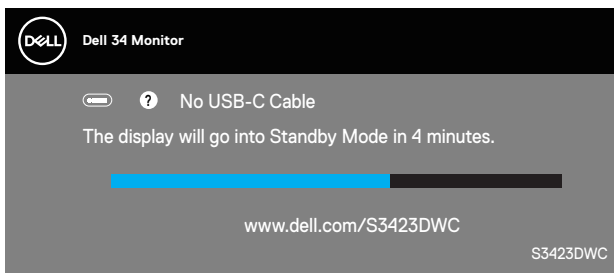 DELL
Dell 34 Monitor
? No USB-C Cable
The display will go into Standby Mode in 4 minutes.
www.dell.com/S3423DWC
S3423DWC